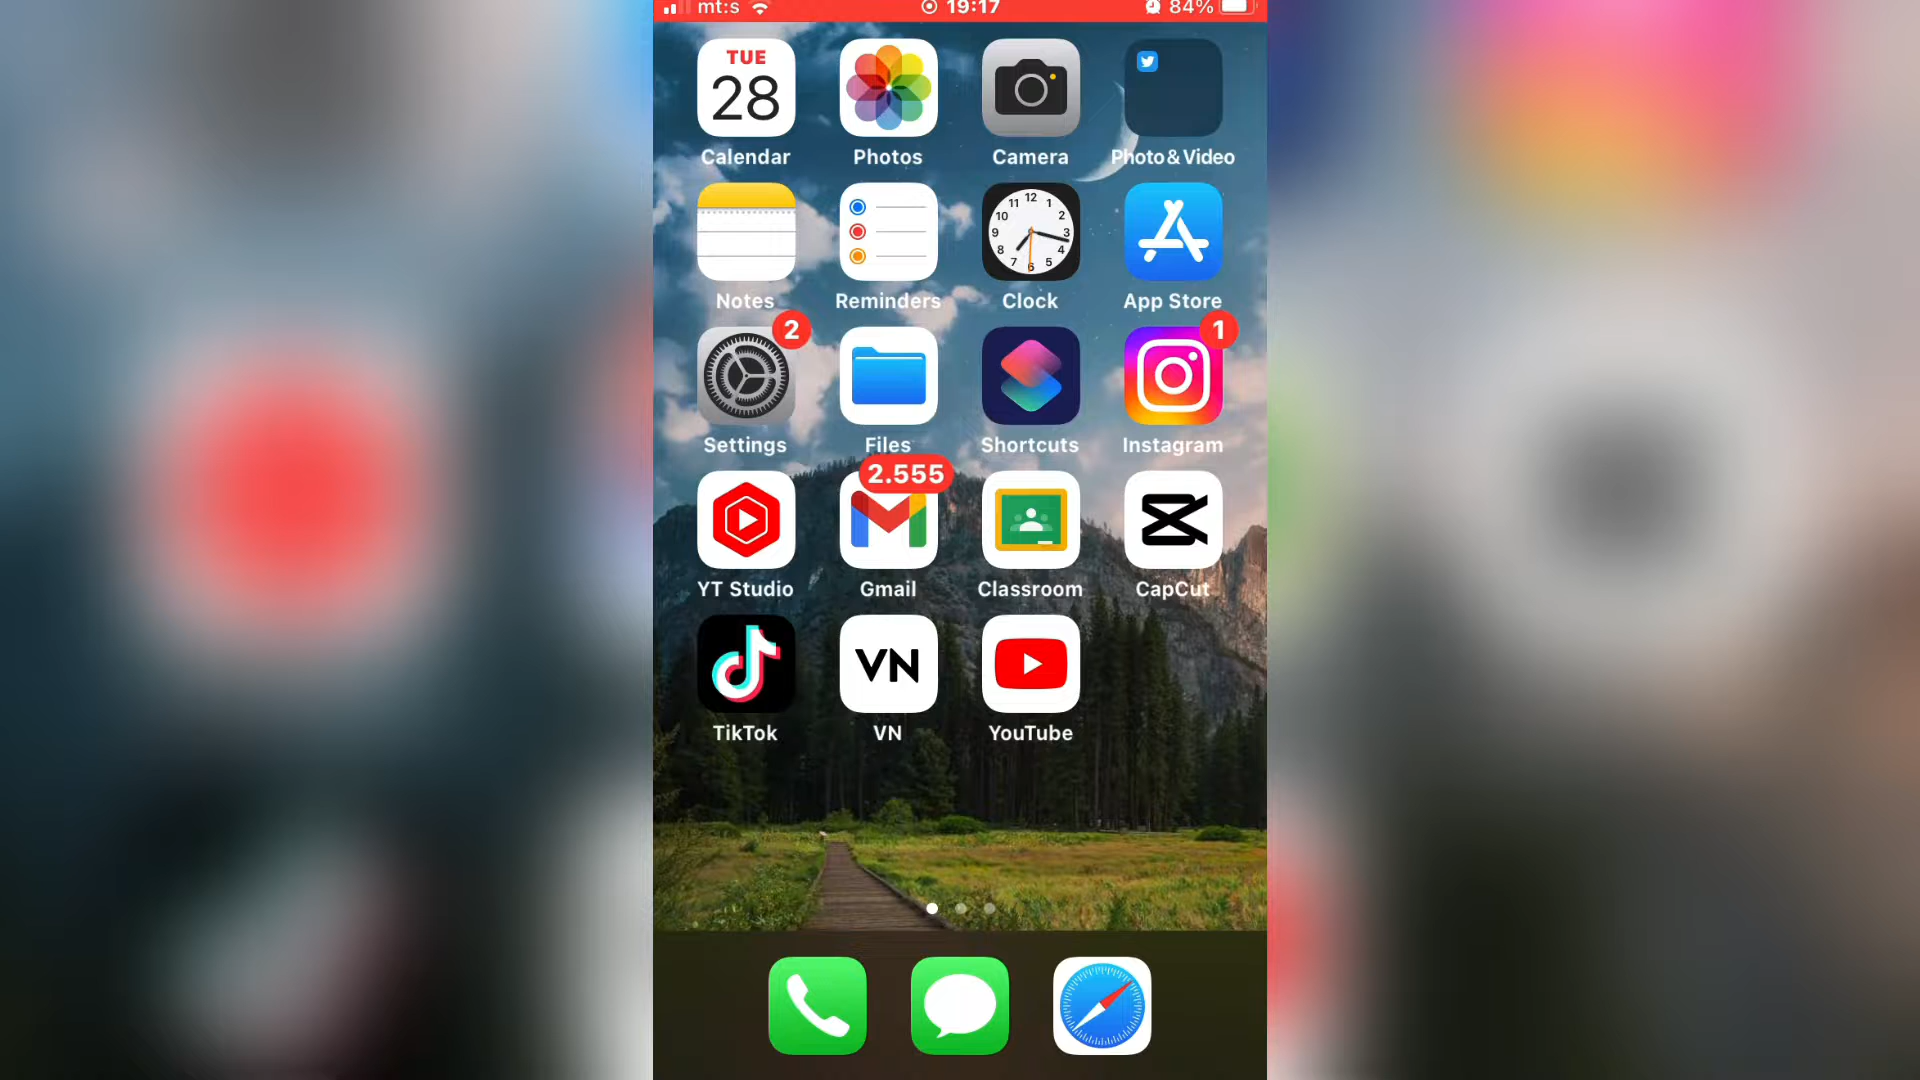 mt:s 19:17 84%
TUE
28
Calendar Photos Camera Photo & Video
12
11 1
10 2
9 3
8 4
7 5
6
Notes Reminders Clock App Store
2 1
Settings Files Shortcuts Instagram
2.555
YT Studio Gmail Classroom CapCut
VN
TikTok VN YouTube